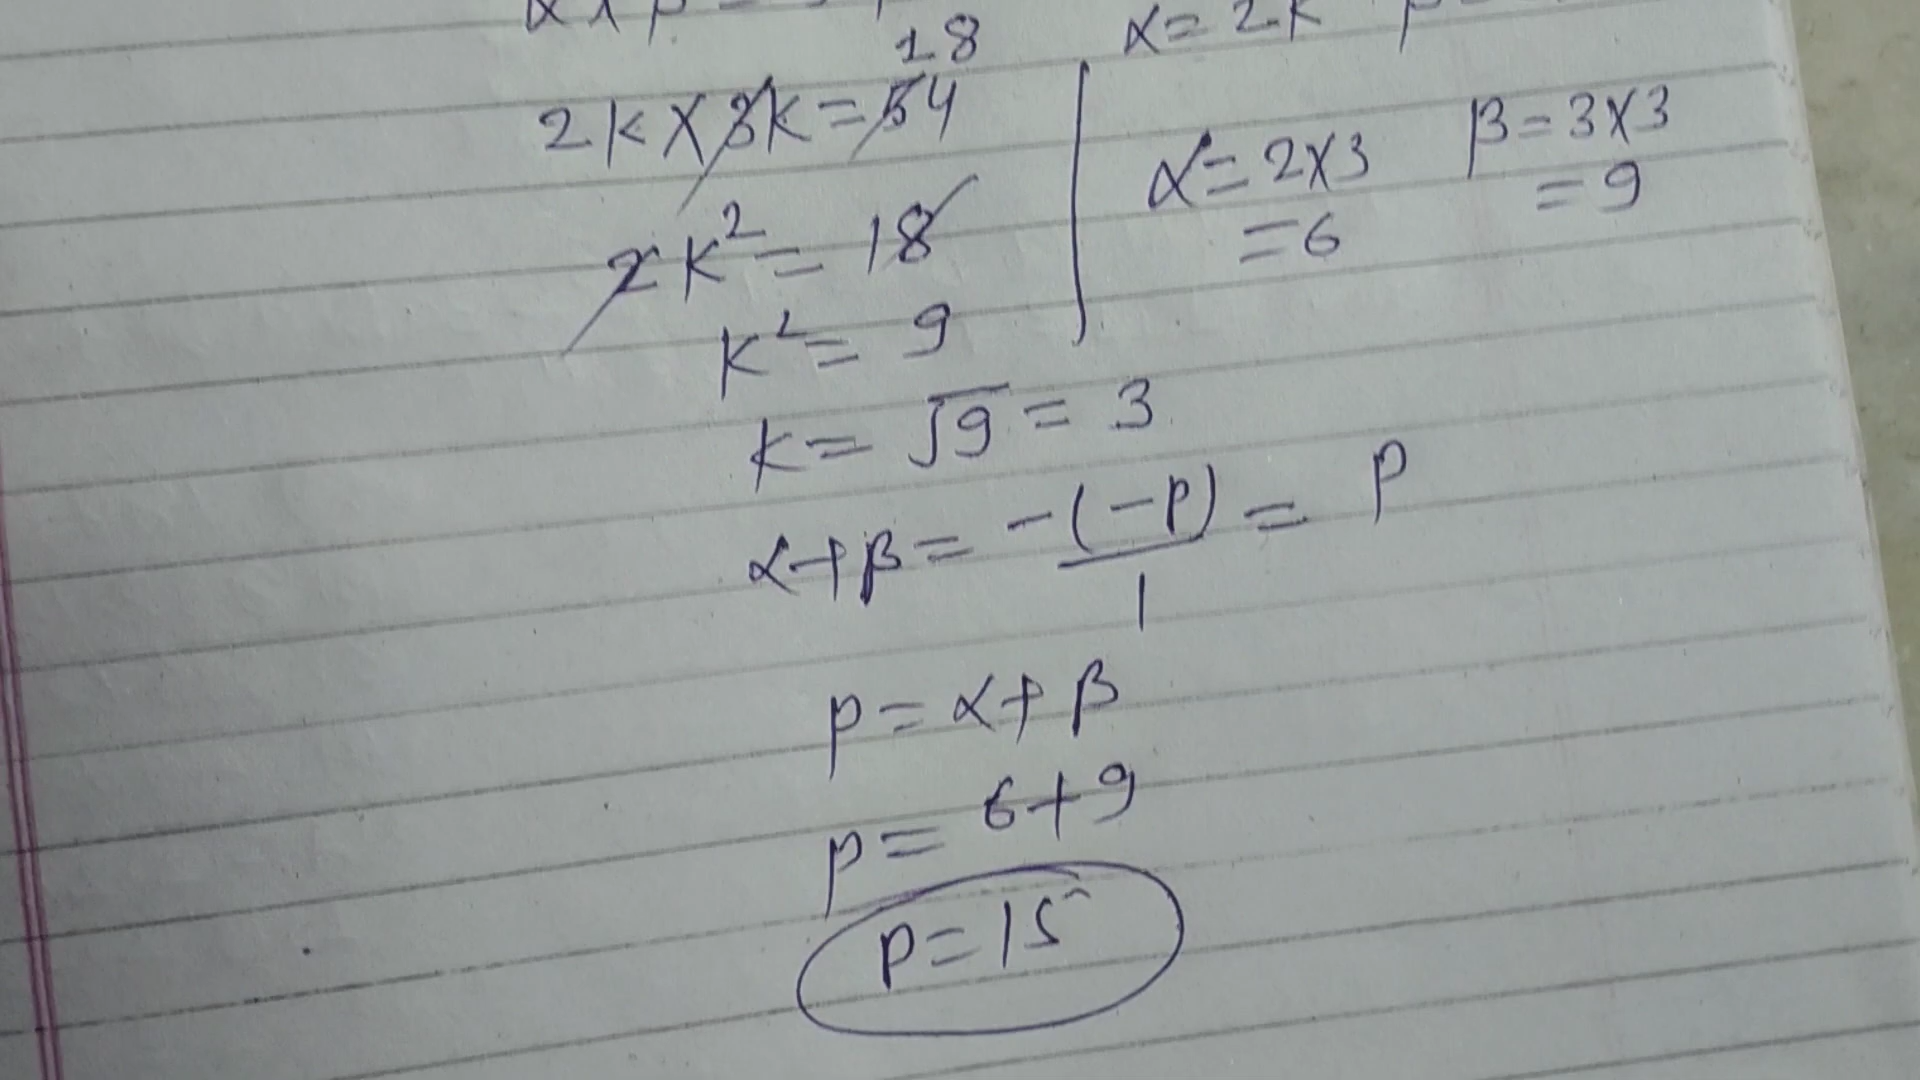 18
α = 2k
2k × 3k = 54
2k² = 18
k² = 9
k = √9 = 3
α = 2×3
= 6
β = 3×3
= 9
α+β = -(-p)/1 = p
p = α+β
p = 6+9
p = 15